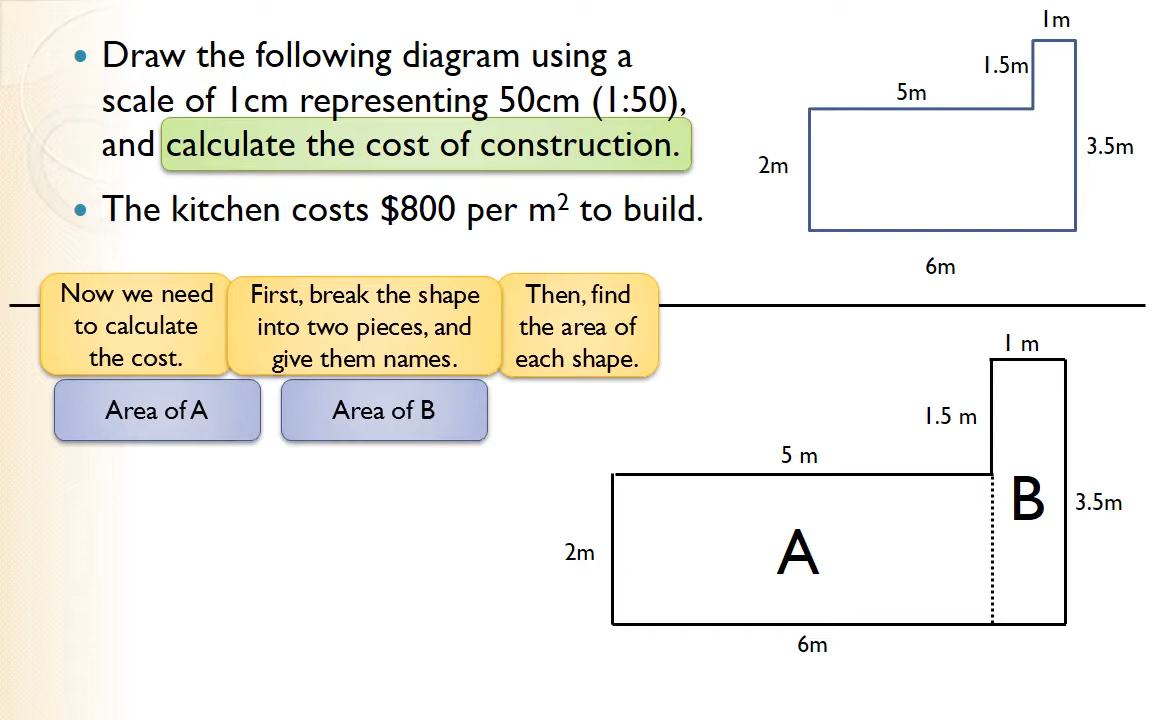 • Draw the following diagram using a
scale of 1cm representing 50cm (1:50),
and calculate the cost of construction.
• The kitchen costs $800 per m² to build.
1m
1.5m
5m
2m
3.5m
6m
Now we need
to calculate
the cost.
First, break the shape
into two pieces, and
give them names.
Then, find
the area of
each shape.
Area of A
Area of B
1 m
1.5 m
5 m
B
3.5m
A
2m
6m